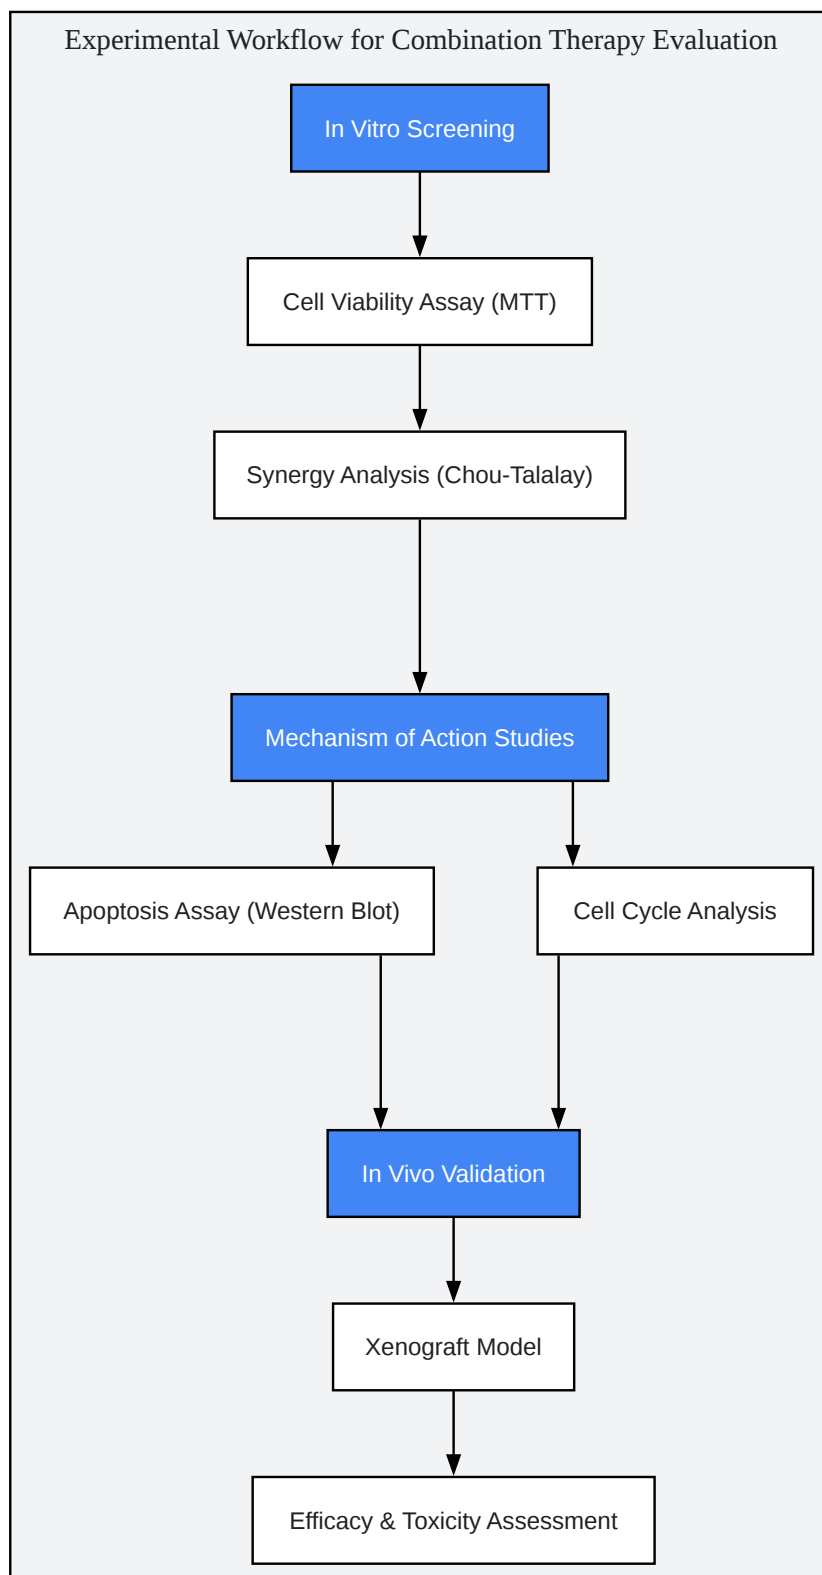 Experimental Workflow for Combination Therapy Evaluation
In Vitro Screening
Cell Viability Assay (MTT)
Synergy Analysis (Chou-Talalay)
Mechanism of Action Studies
Apoptosis Assay (Western Blot)
Cell Cycle Analysis
In Vivo Validation
Xenograft Model
Efficacy & Toxicity Assessment